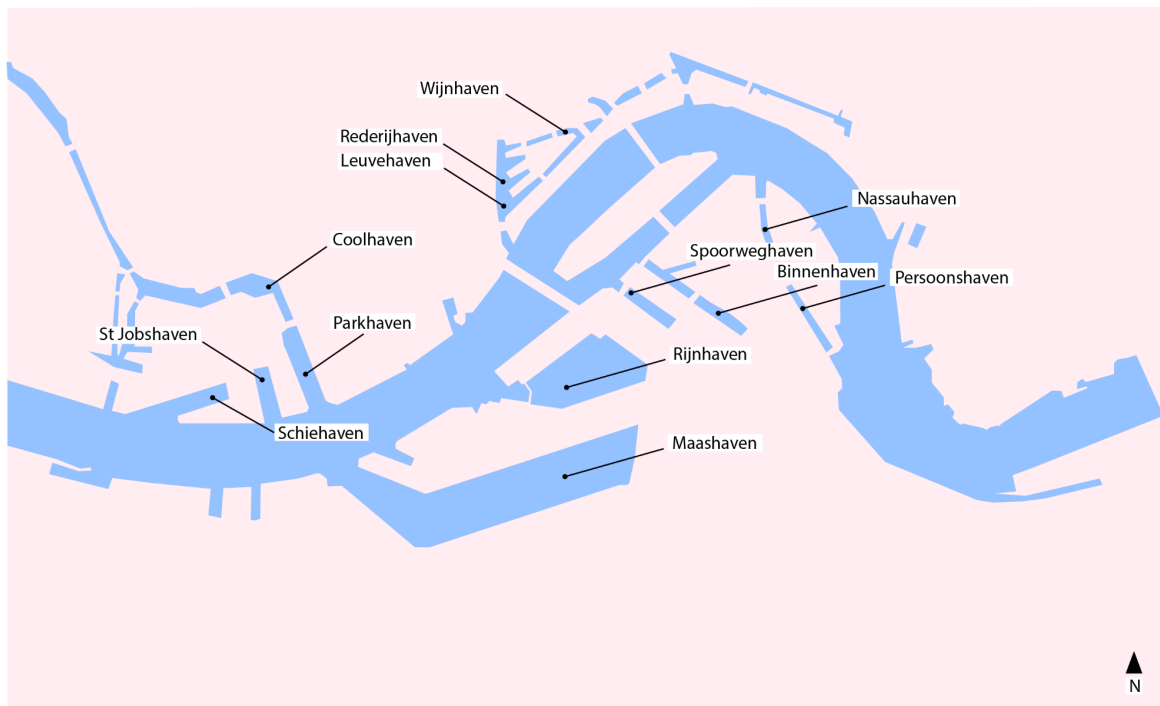 Wijnhaven
Rederijhaven
Leuvehaven
Nassauhaven
Coolhaven
Spoorweghaven
Binnenhaven
Persoonshaven
Parkhaven
St Jobshaven
Rijnhaven
Schiehaven
Maashaven
N